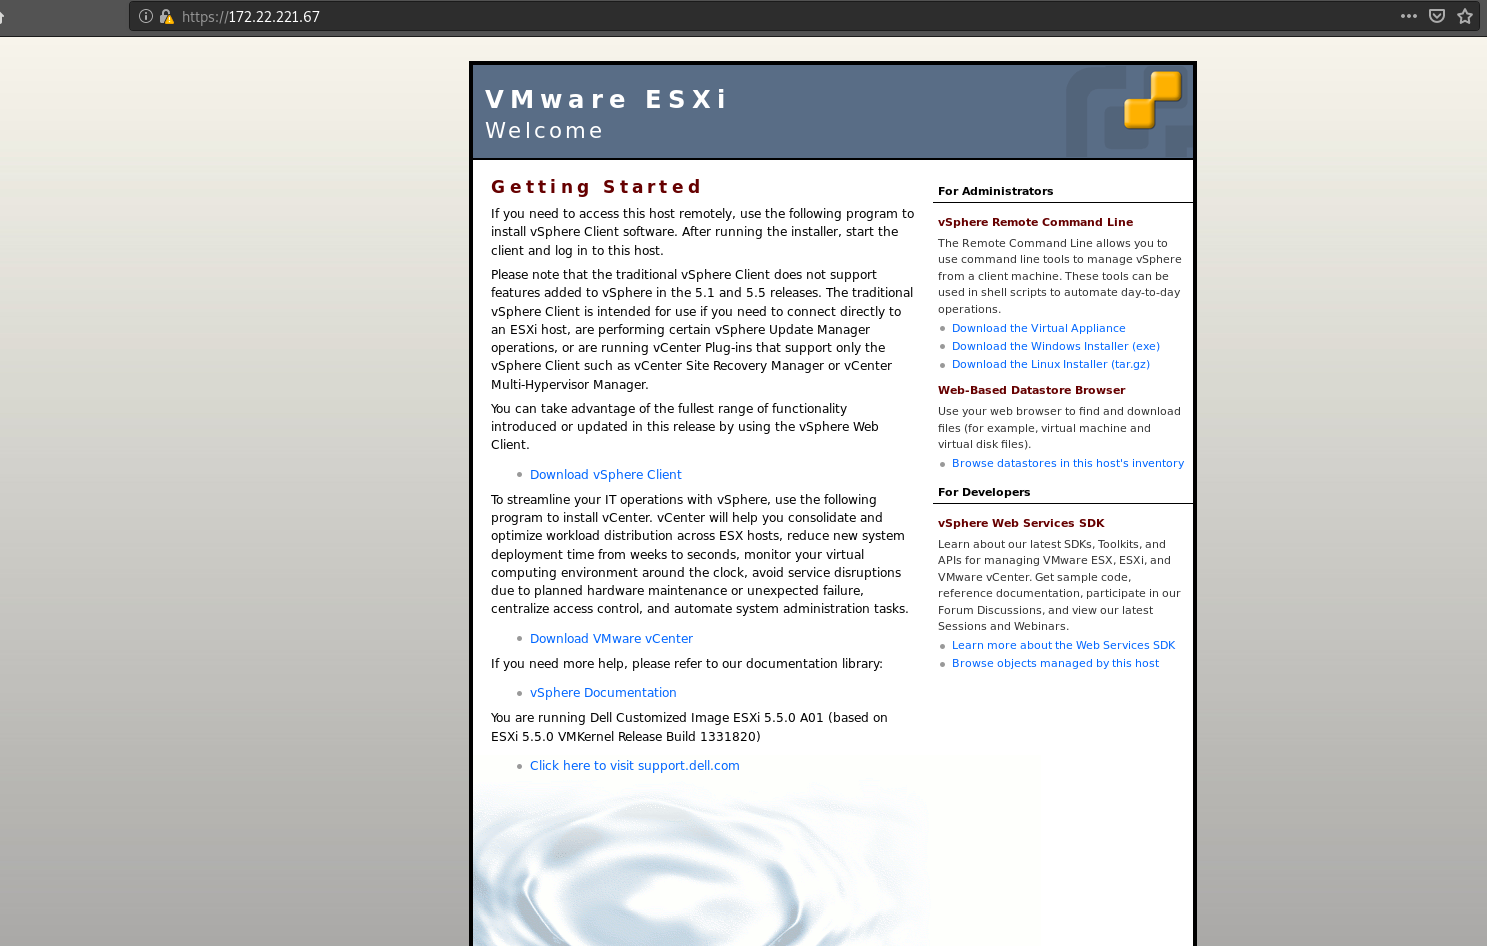 https://172.22.221.67
VMware ESXi
Welcome
Getting Started
If you need to access this host remotely, use the following program to
install vSphere Client software. After running the installer, start the
client and log in to this host.
Please note that the traditional vSphere Client does not support
features added to vSphere in the 5.1 and 5.5 releases. The traditional
vSphere Client is intended for use if you need to connect directly to
an ESXi host, are performing certain vSphere Update Manager
operations, or are running vCenter Plug-ins that support only the
vSphere Client such as vCenter Site Recovery Manager or vCenter
Multi-Hypervisor Manager.
You can take advantage of the fullest range of functionality
introduced or updated in this release by using the vSphere Web
Client.
Download vSphere Client
To streamline your IT operations with vSphere, use the following
program to install vCenter. vCenter will help you consolidate and
optimize workload distribution across ESX hosts, reduce new system
deployment time from weeks to seconds, monitor your virtual
computing environment around the clock, avoid service disruptions
due to planned hardware maintenance or unexpected failure,
centralize access control, and automate system administration tasks.
Download VMware vCenter
If you need more help, please refer to our documentation library:
vSphere Documentation
You are running Dell Customized Image ESXi 5.5.0 A01 (based on
ESXi 5.5.0 VMKernel Release Build 1331820)
Click here to visit support.dell.com
For Administrators
vSphere Remote Command Line
The Remote Command Line allows you to
use command line tools to manage vSphere
from a client machine. These tools can be
used in shell scripts to automate day-to-day
operations.
Download the Virtual Appliance
Download the Windows Installer (exe)
Download the Linux Installer (tar.gz)
Web-Based Datastore Browser
Use your web browser to find and download
files (for example, virtual machine and
virtual disk files).
Browse datastores in this host's inventory
For Developers
vSphere Web Services SDK
Learn about our latest SDKs, Toolkits, and
APIs for managing VMware ESX, ESXi, and
VMware vCenter. Get sample code,
reference documentation, participate in our
Forum Discussions, and view our latest
Sessions and Webinars.
Learn more about the Web Services SDK
Browse objects managed by this host